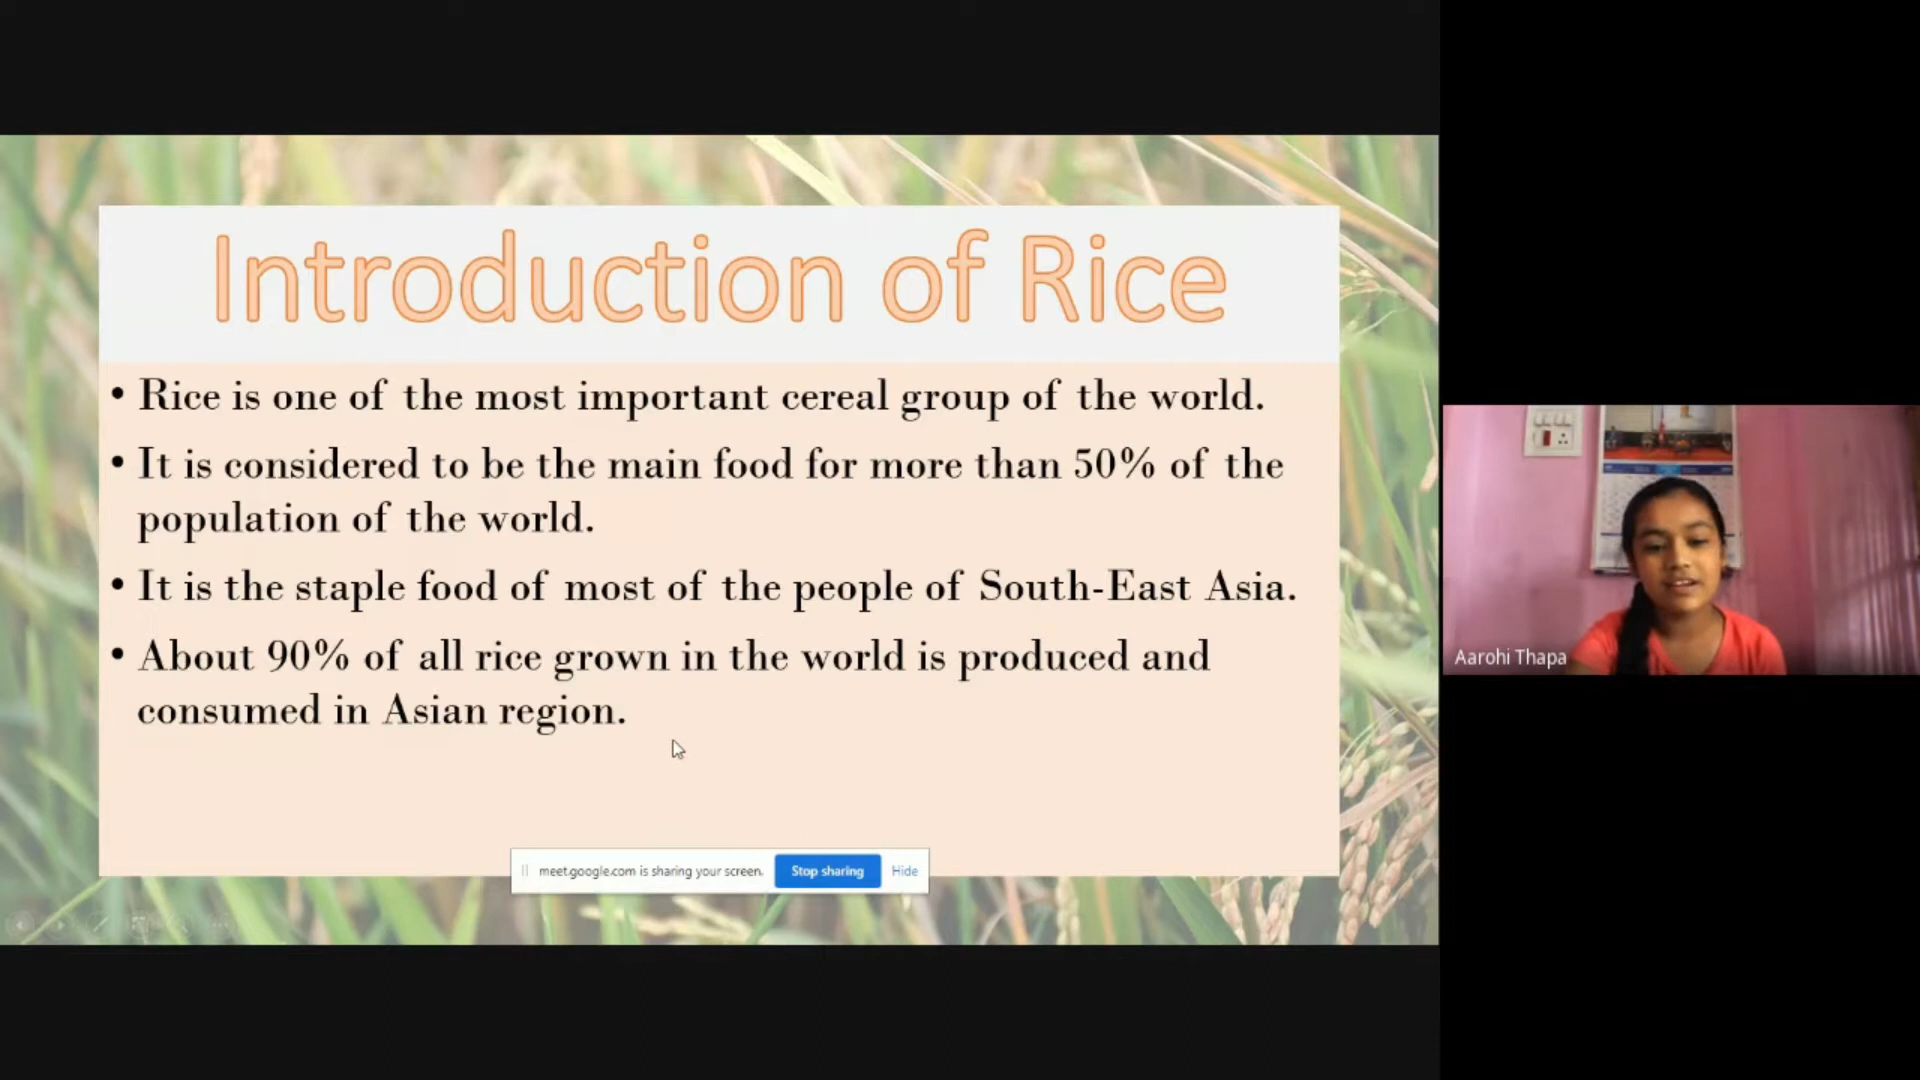 Introduction of Rice
• Rice is one of the most important cereal group of the world.
• It is considered to be the main food for more than 50% of the
population of the world.
• It is the staple food of most of the people of South-East Asia.
• About 90% of all rice grown in the world is produced and
consumed in Asian region.
meet.google.com is sharing your screen. Stop sharing Hide
Aarohi Thapa